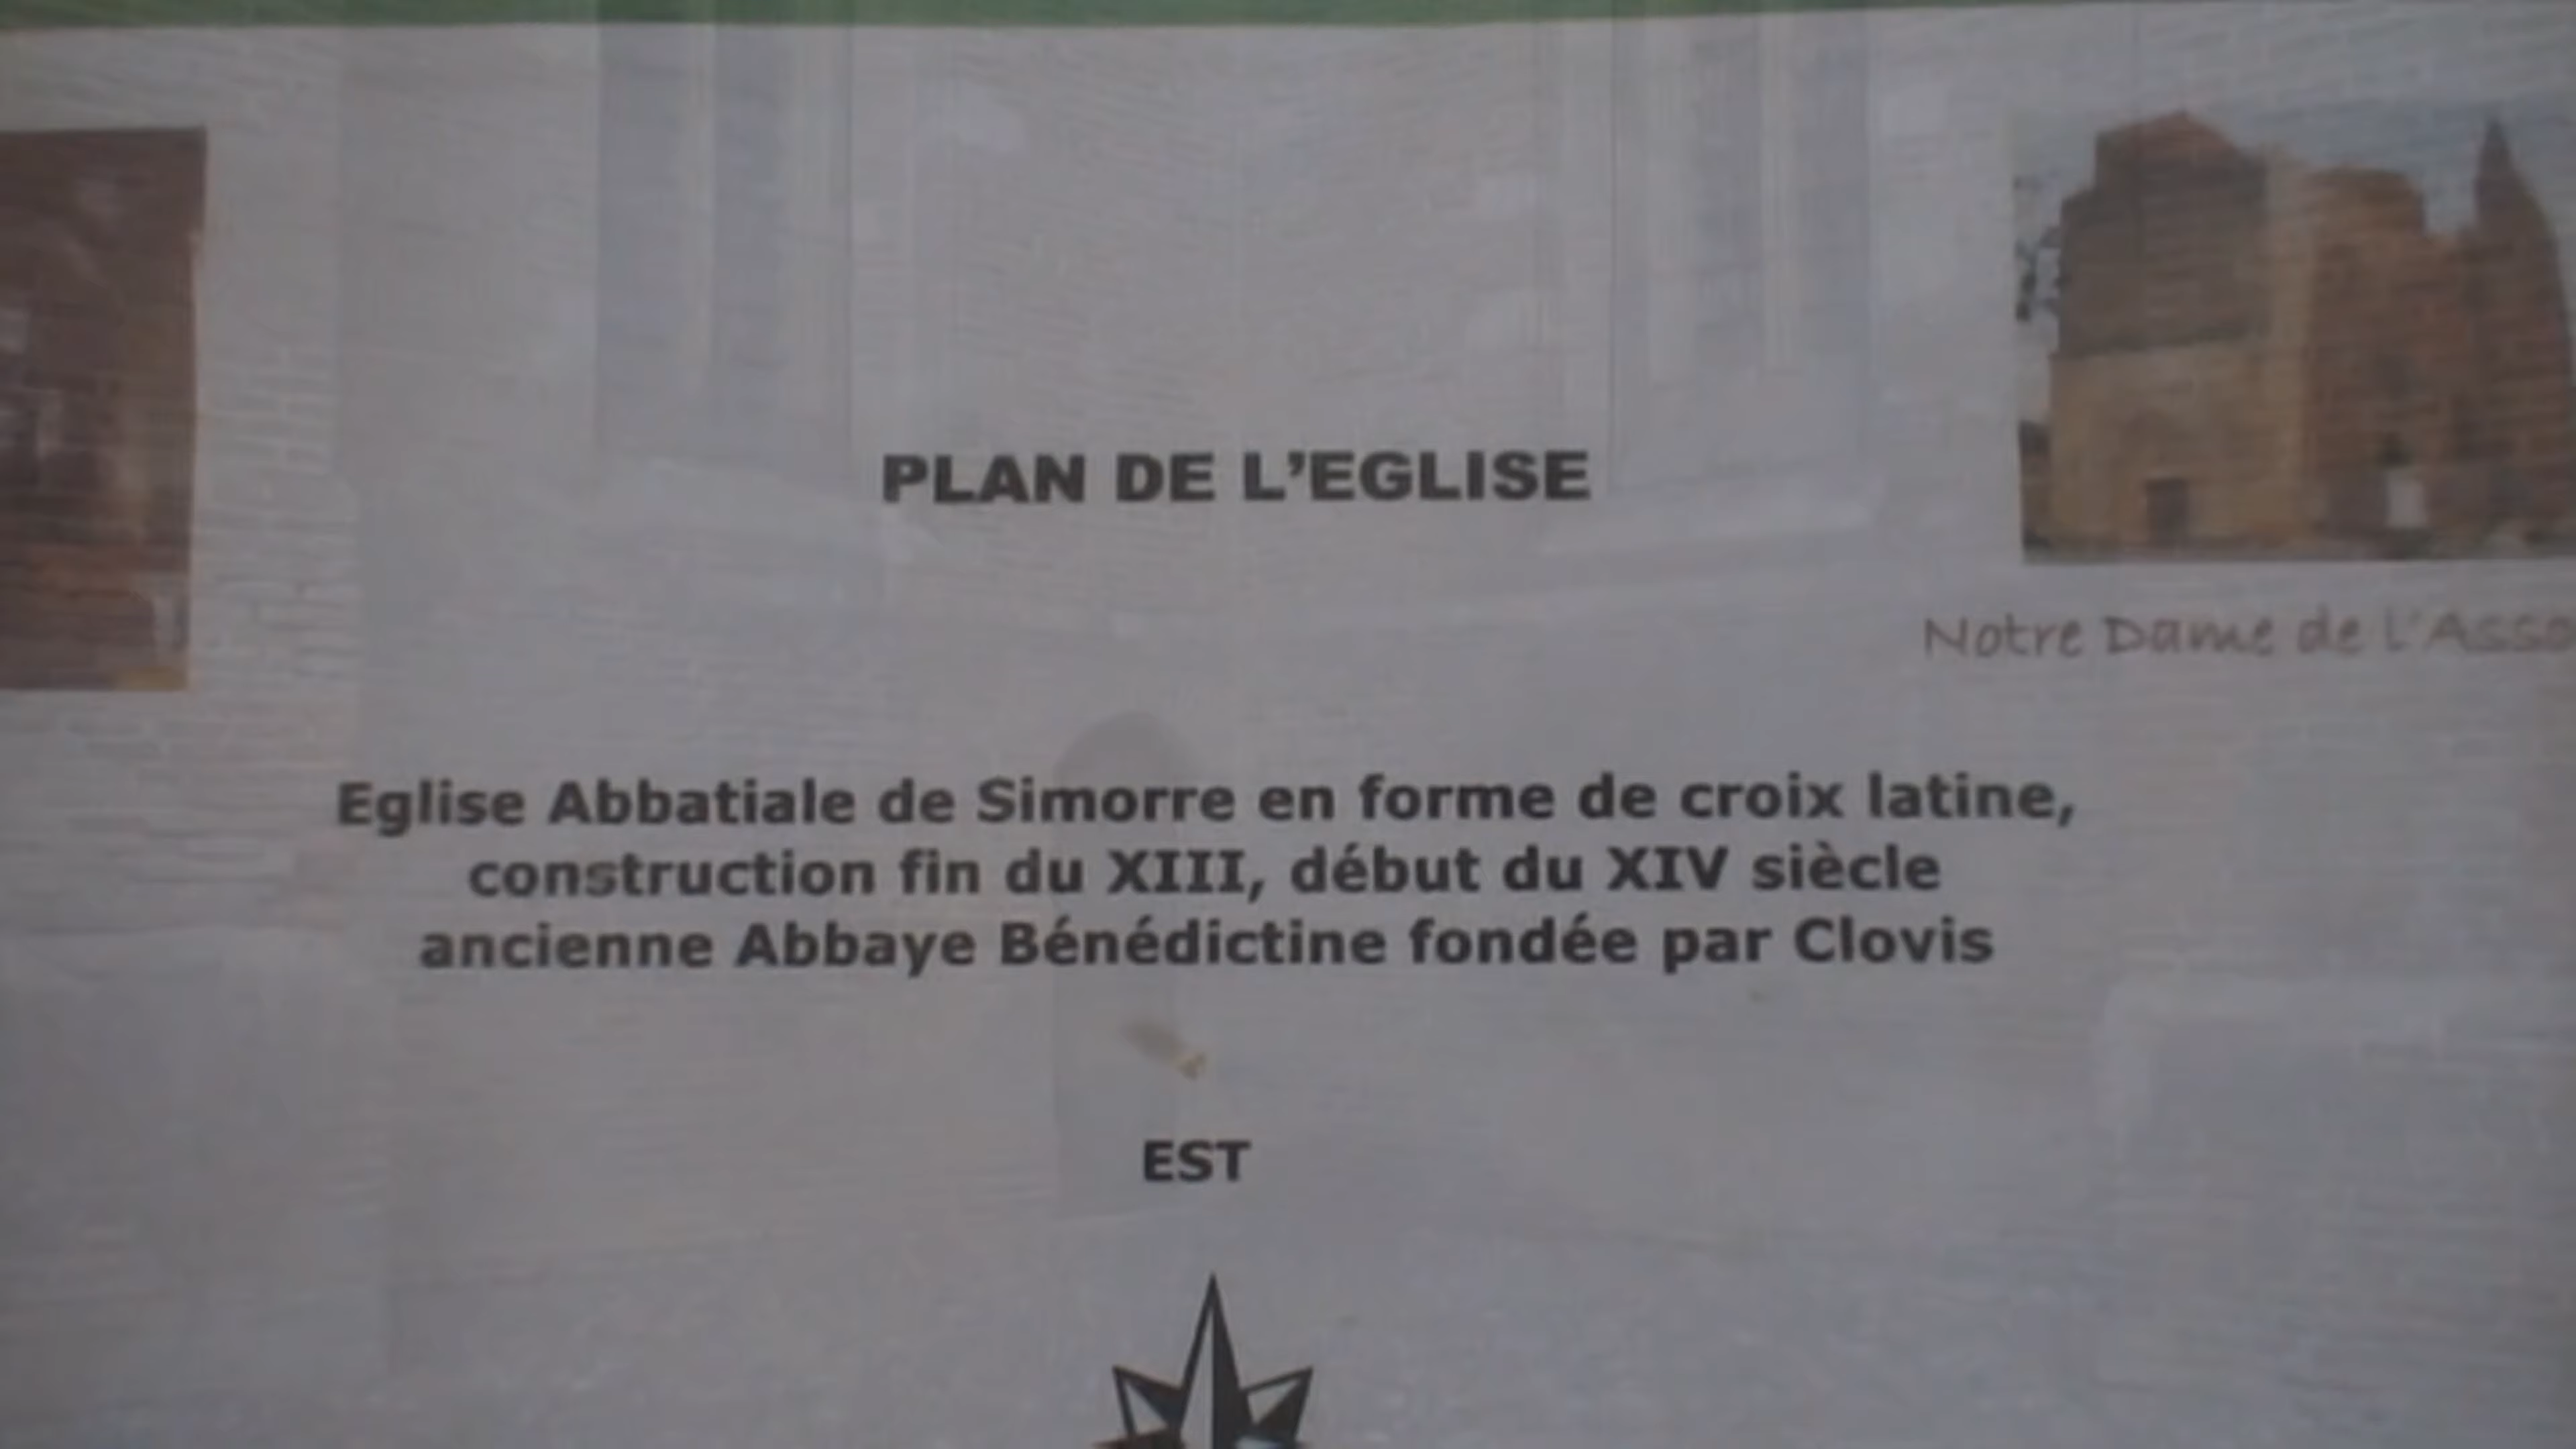 PLAN DE L'EGLISE
Notre Dame de l'Asso
Eglise Abbatiale de Simorre en forme de croix latine,
construction fin du XIII, début du XIV siècle
ancienne Abbaye Bénédictine fondée par Clovis
EST